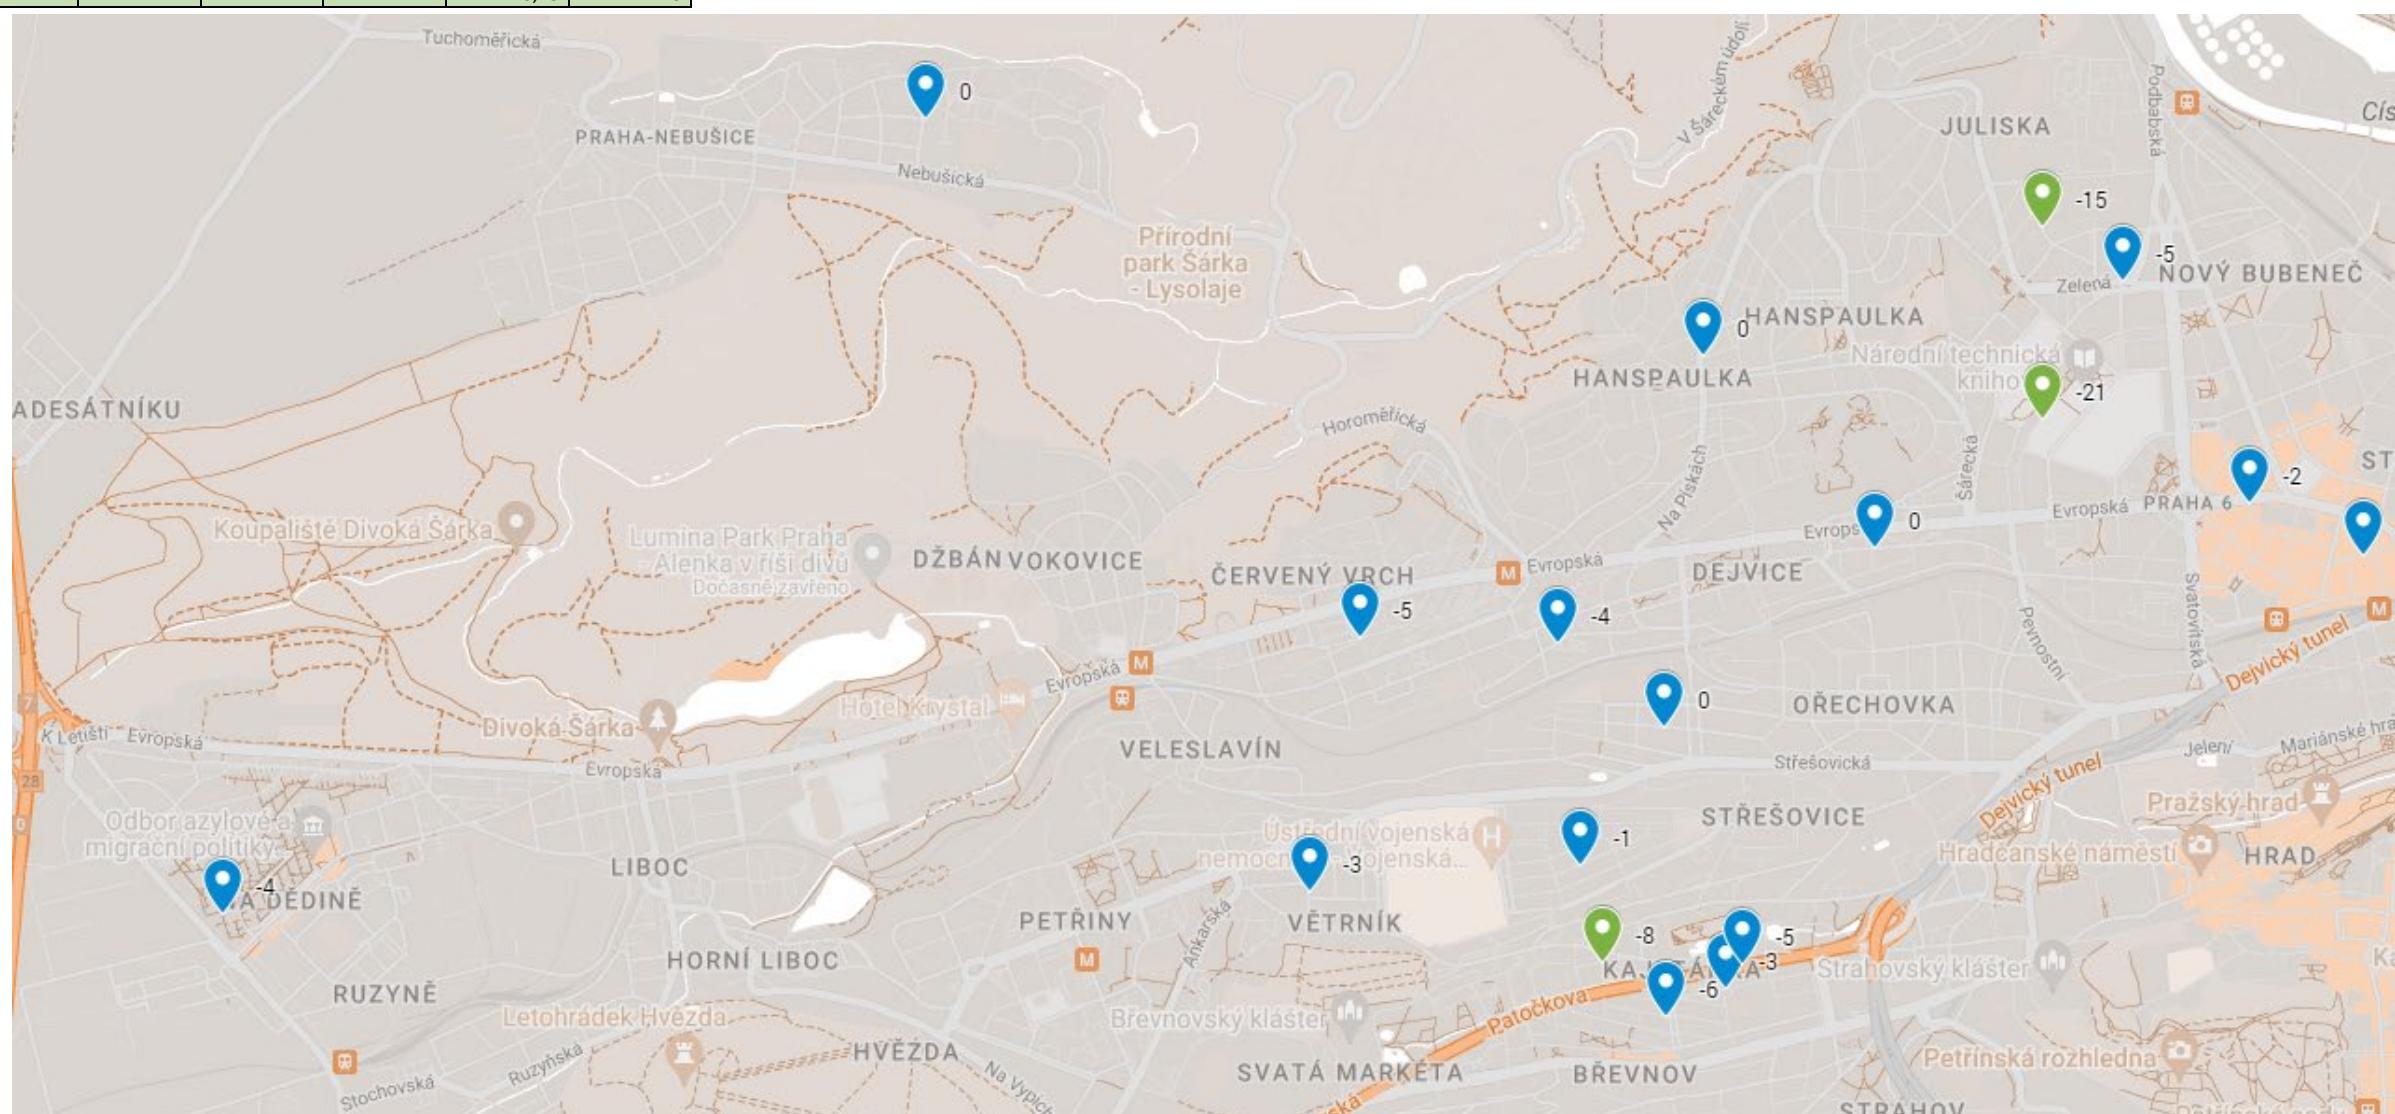 Tuchoměřická
0
PRAHA-NEBUŠICE
Nebušická
V Šáreckém údolí
Podbabská
JULISKA
Přírodní
park Šárka
- Lysolaje
-15
-5
NOVÝ BUBENEČ
Zelená
0
HANSPAULKA
HANSPAULKA
Národní technická
-21
ADESÁTNÍKU
Horoměřická
Na Pískách
Šárecká
-2
PRAHA 6
Evropská
0
Koupaliště Divoká Šárka
Lumina Park Praha
- Alenka v říši divů
Dočasně zavřeno
DŽBÁN
VOKOVICE
ČERVENÝ VRCH
M
Evropská
DEJVICE
-5
-4
Svatovítská
Pevnostní
M
Dejvický tunel
Evropská
M
Hotel Krystal
0
OŘECHOVKA
7
Divoká Šárka
K Letišti
Evropská
VELESLAVÍN
Jelení
Mariánské hra
Evropská
Střešovická
28
Dejvický tunel
0
Odbor azylové a
migrační politiky
STŘEŠOVICE
Pražský hrad
Ústřední vojenská
-1
Hradčanské náměstí
HRAD
LIBOC
-3
-4
PETŘINY
VĚTRNÍK
Ankarská
M
-8
-5
-3
-6
HORNÍ LIBOC
Strahovský klášter
RUZYNĚ
Patočkova
Letohrádek Hvězda
Břevnovský klášter
HVĚZDA
Ruzyňská
Na Vypich
SVATÁ MARKÉTA
BŘEVNOV
Petřínská rozhledna
Stochovská
ská
STRAHOV